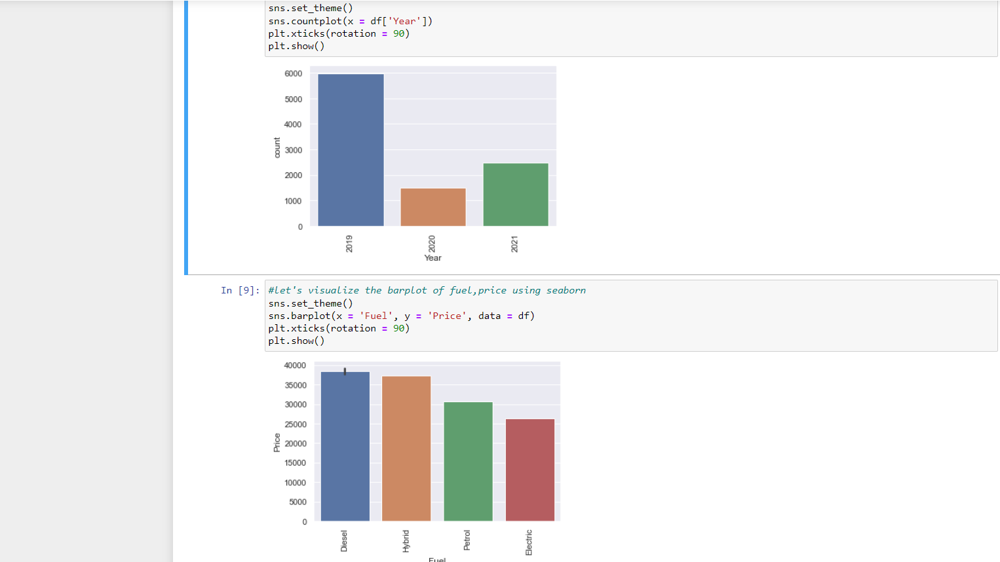 sns.set_theme()
sns.countplot(x = df['Year'])
plt.xticks(rotation = 90)
plt.show()
6000
5000
4000
3000
2000
1000
0
count
2019
2020
2021
Year
In [9]:
#let's visualize the barplot of fuel,price using seaborn
sns.set_theme()
sns.barplot(x = 'Fuel', y = 'Price', data = df)
plt.xticks(rotation = 90)
plt.show()
40000
35000
30000
25000
20000
15000
10000
5000
0
Price
Diesel
Hybrid
Petrol
Electric
Fuel